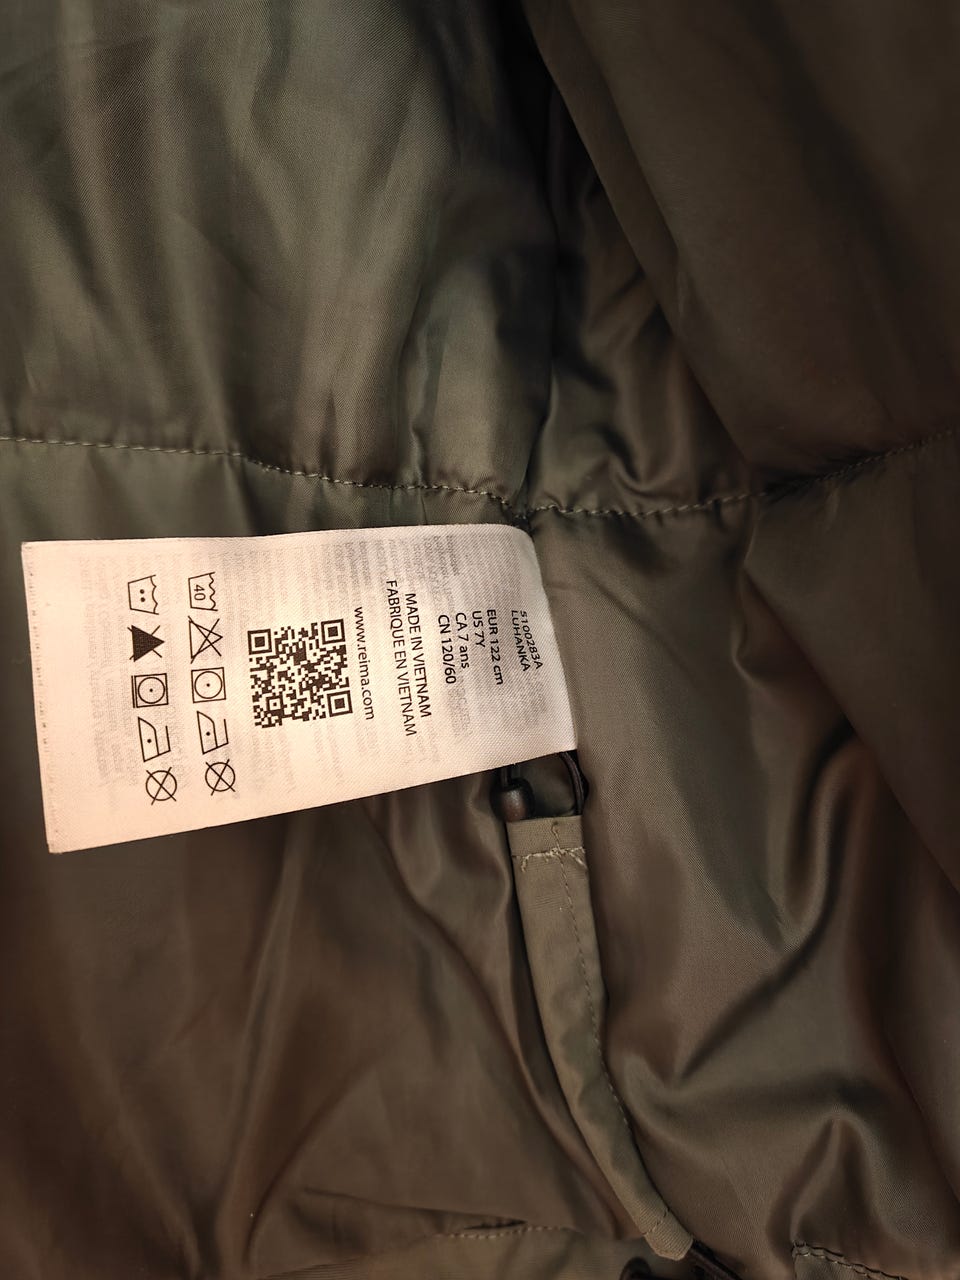 5100283A
LUHANKA
EUR 122 cm
US 7Y
CA 7 ans
CN 120/60
MADE IN VIETNAM
FABRIQUE EN VIETNAM
www.reima.com
40